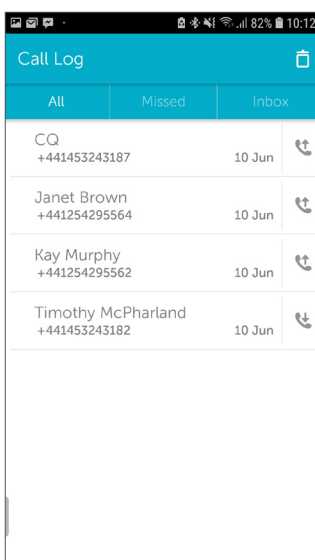 82% 10:12
Call Log
All Missed Inbox
CQ
+441453243187 10 Jun
Janet Brown
+441254295564 10 Jun
Kay Murphy
+441254295562 10 Jun
Timothy McPharland
+441453243182 10 Jun